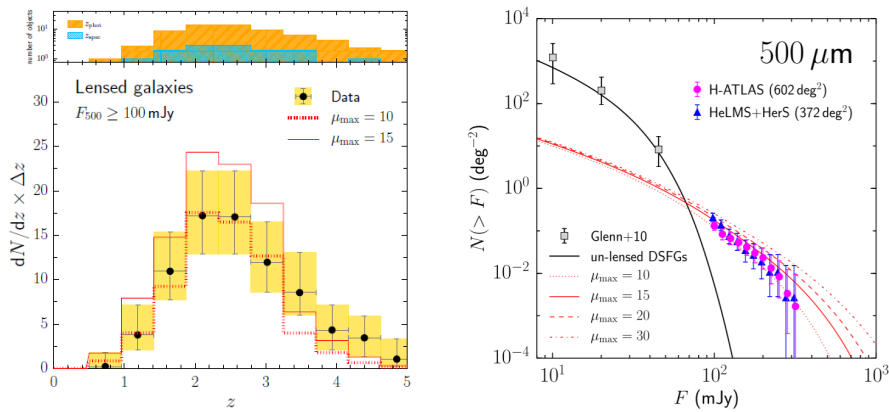 number of objects
10¹
10⁰
z_phot
z_spec
Lensed galaxies
F₅₀₀ ≥ 100 mJy
Data
μ_max = 10
μ_max = 15
dN/dz × Δz
30
25
20
15
10
5
0
0 1 2 3 4 5
z
500 μm
H-ATLAS (602 deg²)
HeLMS+HerS (372 deg²)
N(> F) (deg⁻²)
10⁴
10²
10⁰
10⁻²
10⁻⁴
Glenn+10
un-lensed DSFGs
μ_max = 10
μ_max = 15
μ_max = 20
μ_max = 30
10¹ 10² 10³
F (mJy)